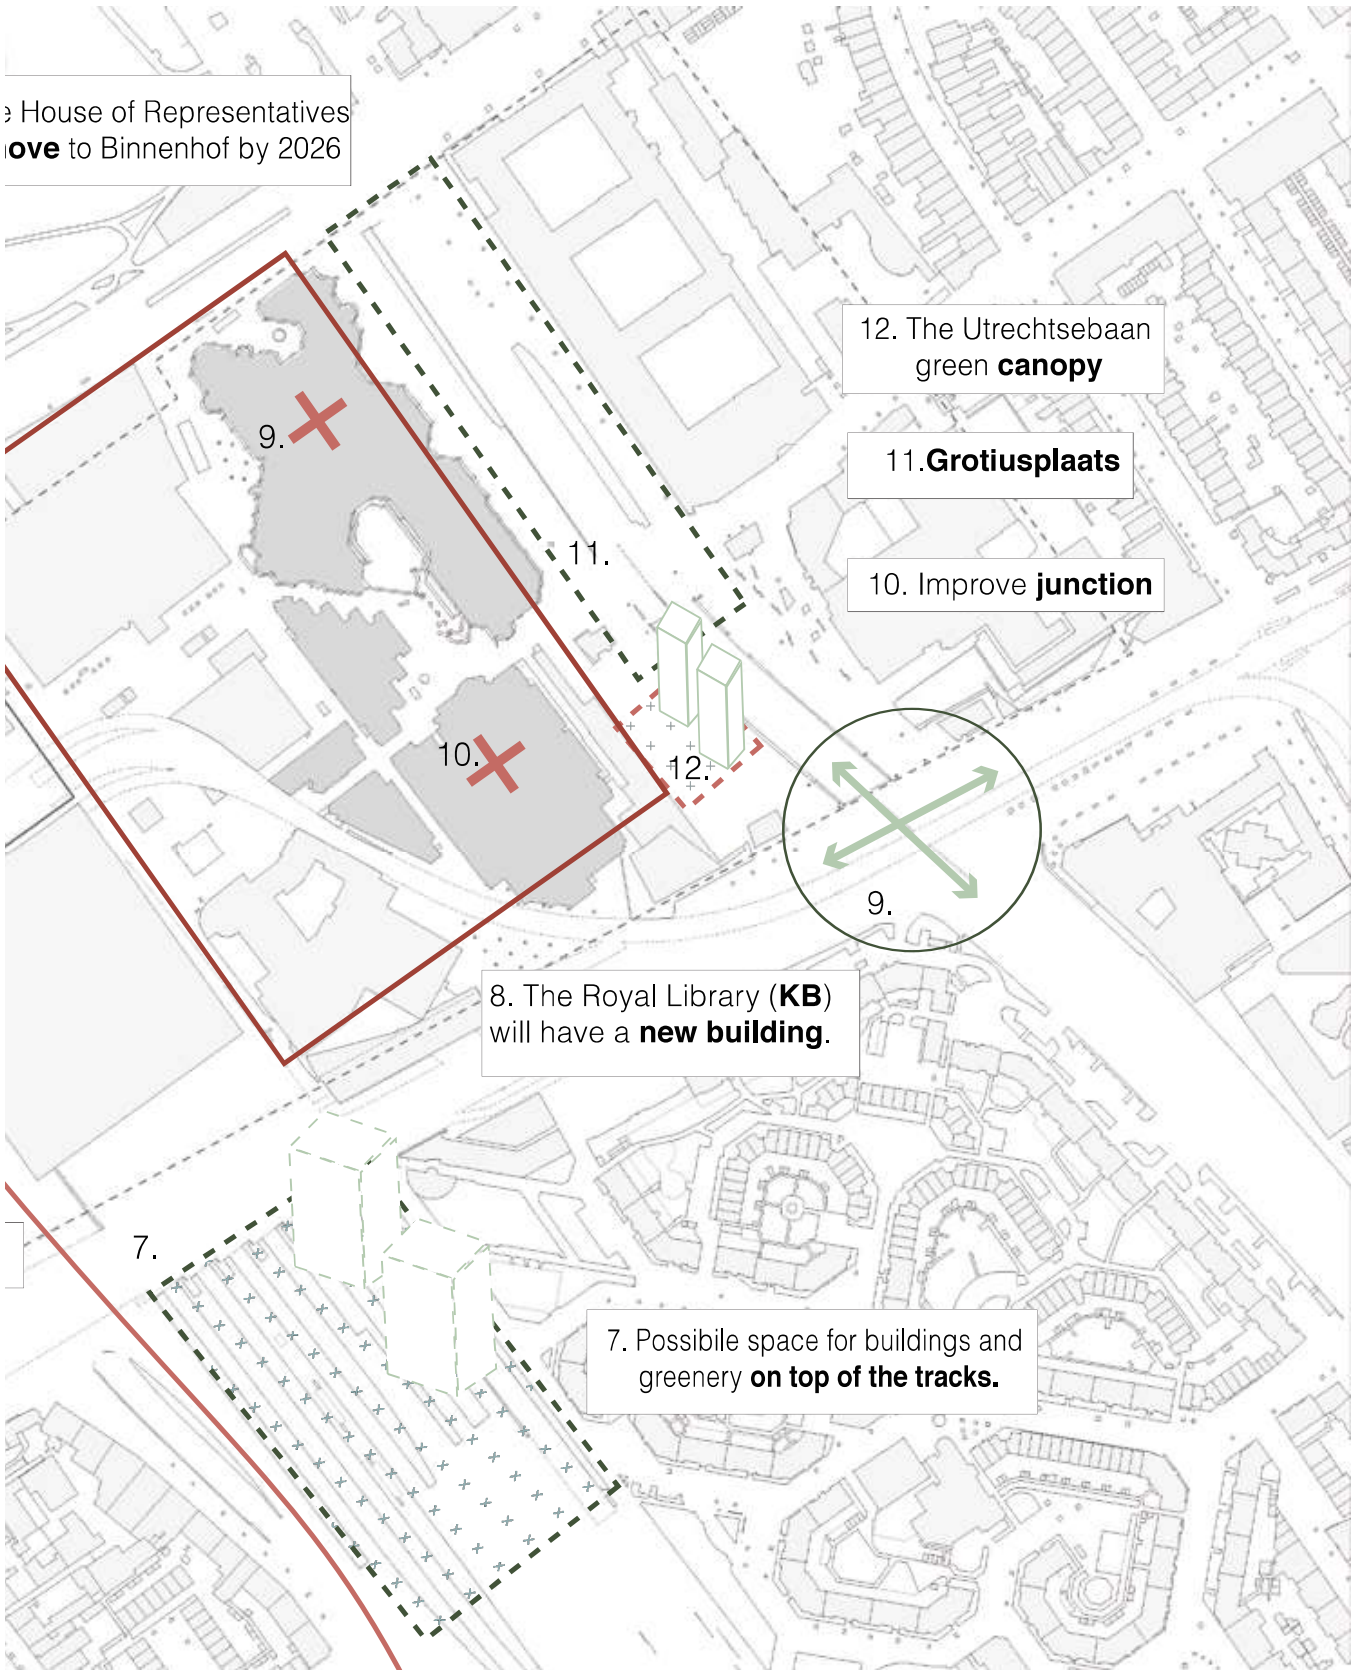 House of Representatives
to Binnenhof by 2026
12. The Utrechtsebaan
green canopy
9.
11.Grotiusplaats
11.
10. Improve junction
10.
12.
9.
8. The Royal Library (KB)
will have a new building.
7.
7. Possibile space for buildings and
greenery on top of the tracks.